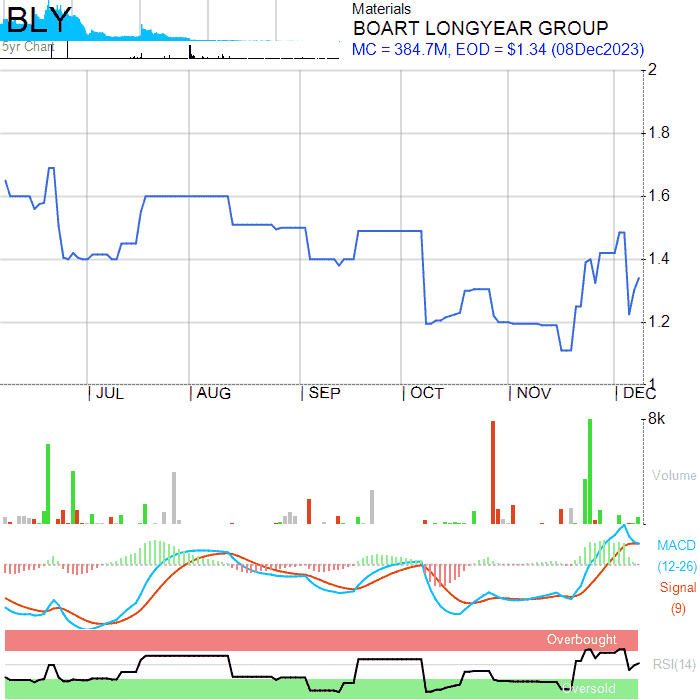 BLY
5yr Chart
Materials
BOART LONGYEAR GROUP
MC = 384.7M, EOD = $1.34 (08Dec2023)
2
1.8
1.6
1.4
1.2
1
JUL AUG SEP OCT NOV DEC
8k
Volume
MACD
(12-26)
Signal
(9)
Overbought
RSI(14)
Oversold